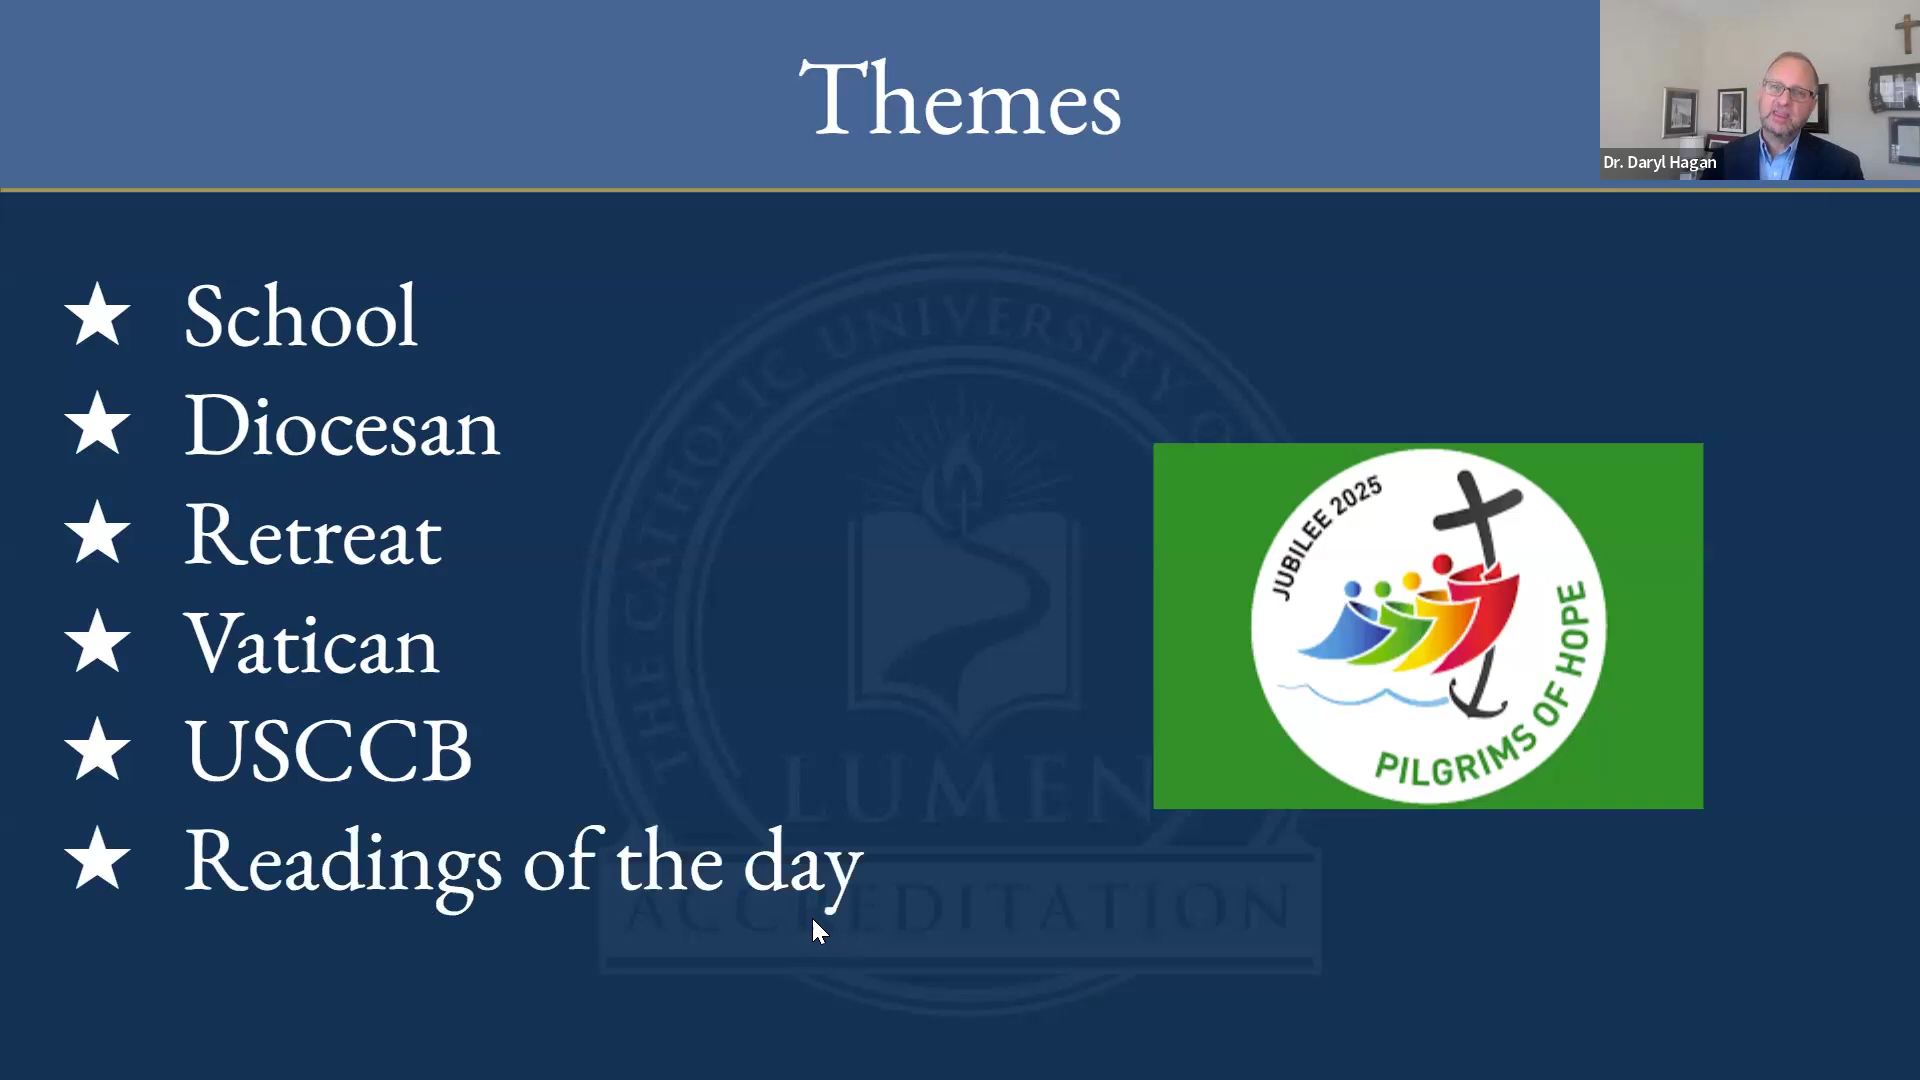 Themes
Dr. Daryl Hagan
School
Diocesan
Retreat
Vatican
USCCB
Readings of the day
JUBILEE 2025
PILGRIMS OF HOPE
THE CATHOLIC UNIVERSITY O
LUMEN
ACCREDITATION